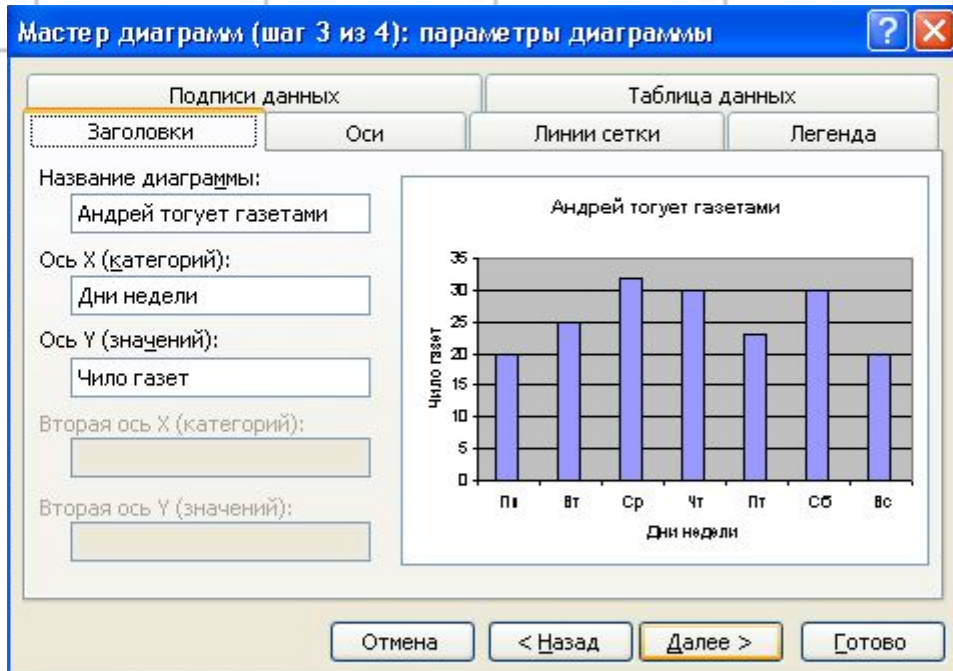 Мастер диаграмм (шаг 3 из 4): параметры диаграммы
Подписи данных
Таблица данных
Заголовки
Оси
Линии сетки
Легенда
Название диаграммы:
Андрей тогует газетами
Ось X (категорий):
Дни недели
Ось Y (значений):
Чило газет
Вторая ось X (категорий):
Вторая ось Y (значений):
Андрей тогует газетами
Чило газет
35
30
25
20
15
10
5
0
Пн Вт Ср Чт Пт Сб Вс
Дни недели
Отмена
< Назад
Далее >
Готово